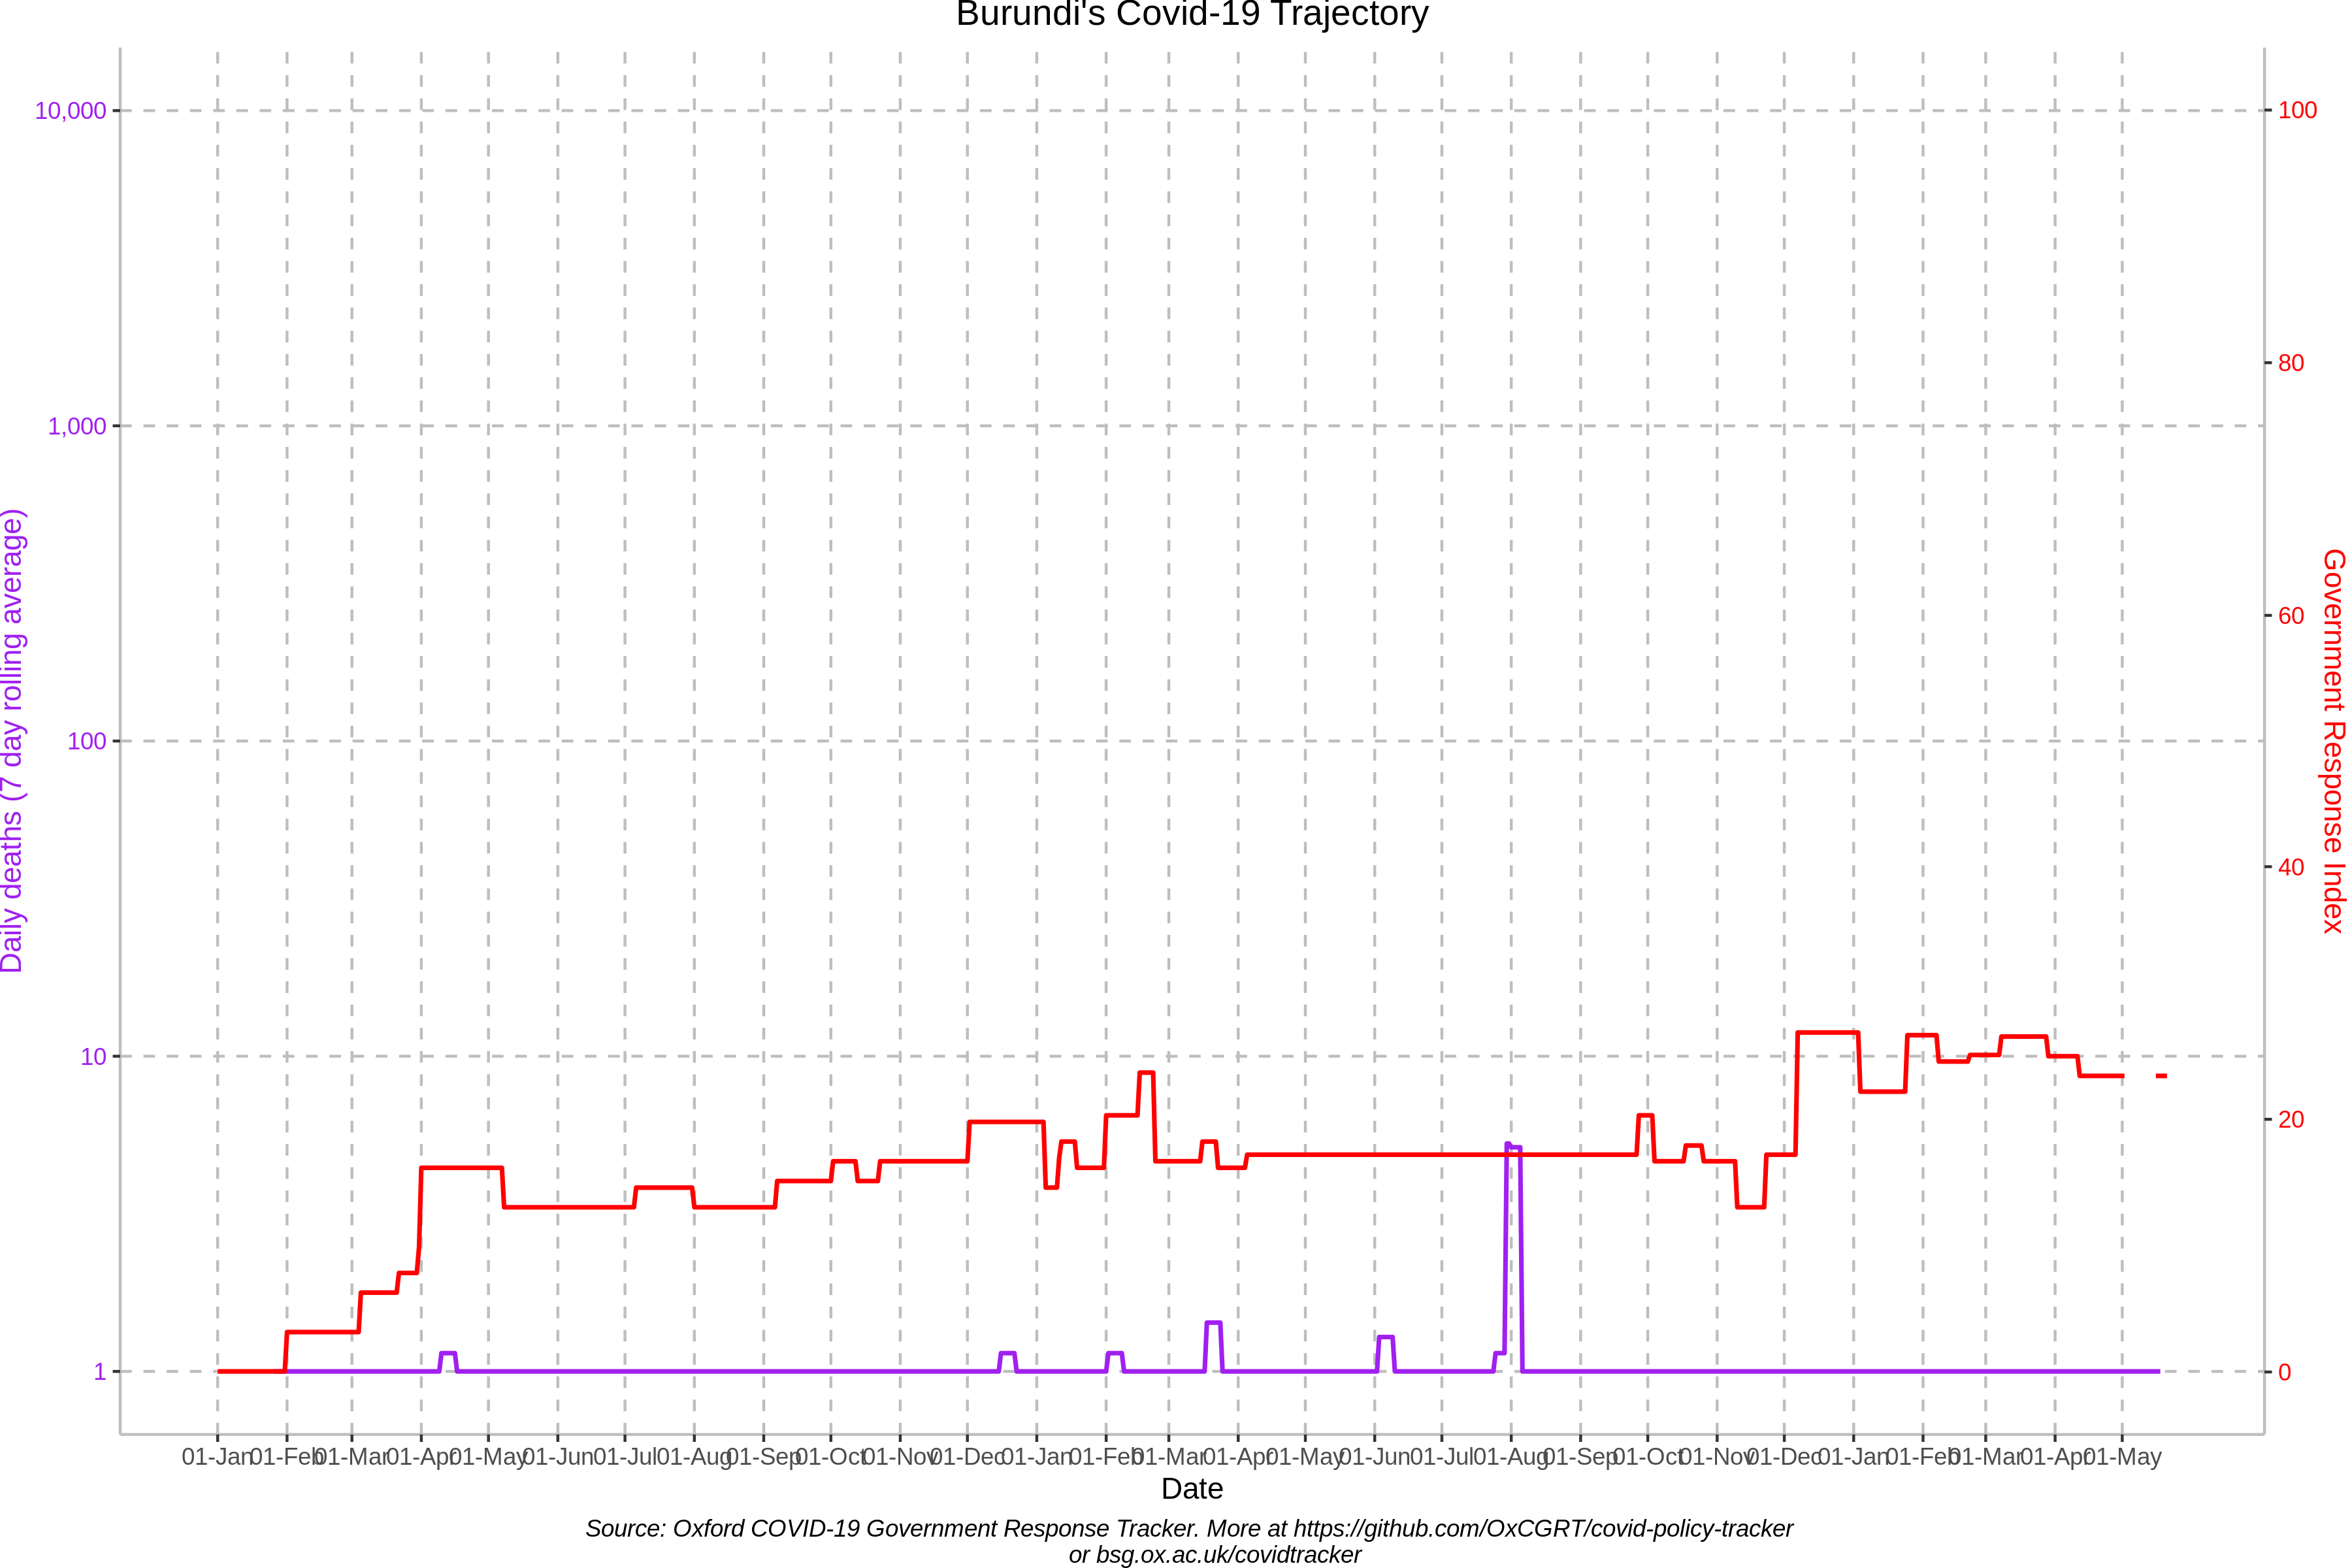 Burundi's Covid-19 Trajectory
10,000
1,000
100
10
1
Daily deaths (7 day rolling average)
100
80
60
40
20
0
Government Response Index
01-Jan 01-Feb 01-Mar 01-Apr 01-May 01-Jun 01-Jul 01-Aug 01-Sep 01-Oct 01-Nov 01-Dec 01-Jan 01-Feb 01-Mar 01-Apr 01-May 01-Jun 01-Jul 01-Aug 01-Sep 01-Oct 01-Nov 01-Dec 01-Jan 01-Feb 01-Mar 01-Apr 01-May
Date
Source: Oxford COVID-19 Government Response Tracker. More at https://github.com/OxCGRT/covid-policy-tracker
or bsg.ox.ac.uk/covidtracker